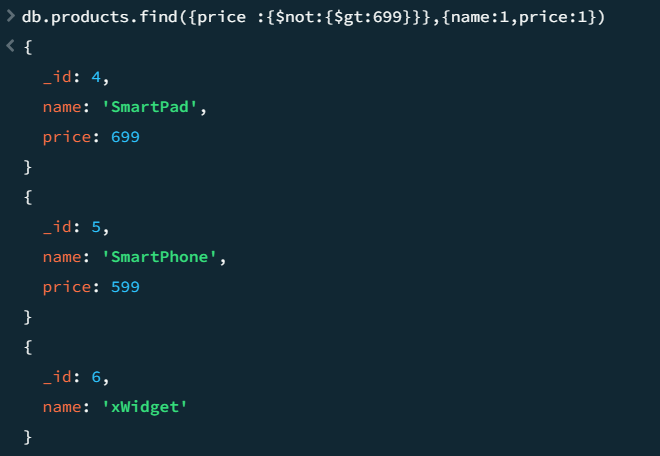 > db.products.find({price :{$not:{$gt:699}}},{name:1,price:1})
< {
_id: 4,
name: 'SmartPad',
price: 699
}
{
_id: 5,
name: 'SmartPhone',
price: 599
}
{
_id: 6,
name: 'xWidget'
}